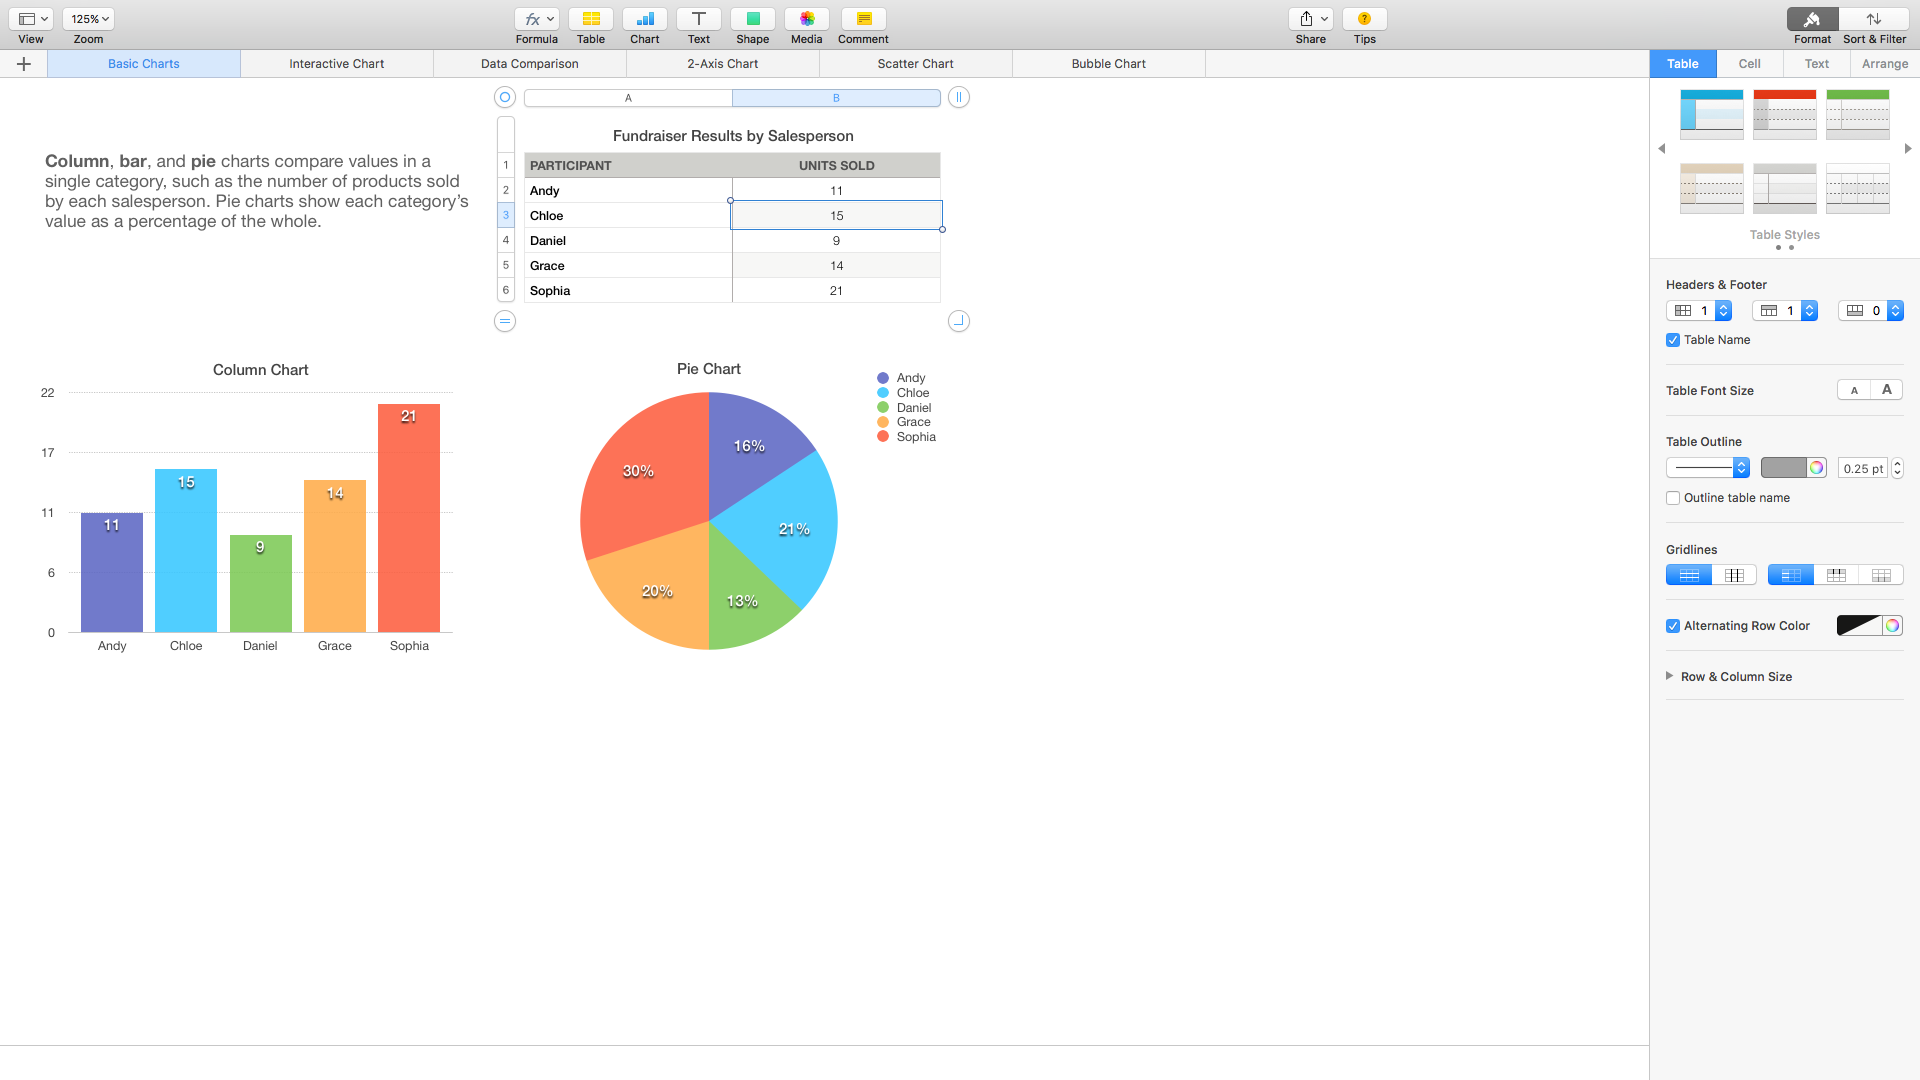 View
125%
Zoom
fx
Formula
Table
Chart
Text
Shape
Media
Comment
Share
?
Tips
Format
Sort & Filter
Basic Charts
Interactive Chart
Data Comparison
2-Axis Chart
Scatter Chart
Bubble Chart
Table
Cell
Text
Arrange
Column, bar, and pie charts compare values in a
single category, such as the number of products sold
by each salesperson. Pie charts show each category’s
value as a percentage of the whole.
A B
Fundraiser Results by Salesperson
1 PARTICIPANT UNITS SOLD
2 Andy 11
3 Chloe 15
4 Daniel 9
5 Grace 14
6 Sophia 21
Column Chart
22
17
11
6
0
11
15
9
14
21
Andy
Chloe
Daniel
Grace
Sophia
Pie Chart
16%
21%
13%
20%
30%
Andy
Chloe
Daniel
Grace
Sophia
Table Styles
Headers & Footer
1 1 0
Table Name
Table Font Size
A A
Table Outline
0.25 pt
Outline table name
Gridlines
Alternating Row Color
Row & Column Size